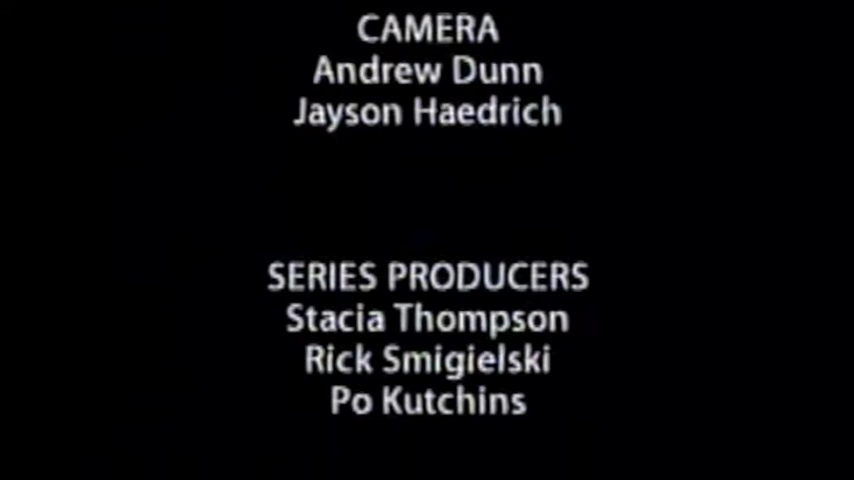 CAMERA
Andrew Dunn
Jayson Haedrich
SERIES PRODUCERS
Stacia Thompson
Rick Smigielski
Po Kutchins